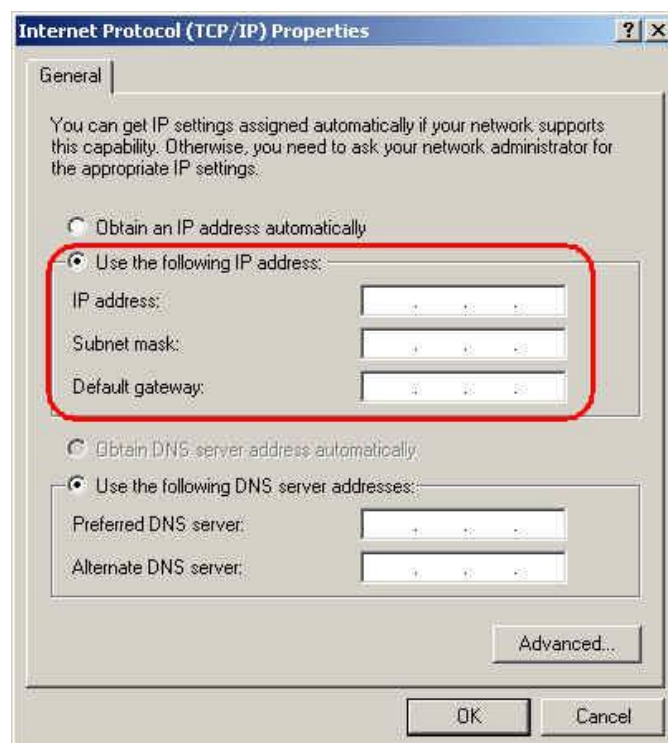 Internet Protocol (TCP/IP) Properties
General
You can get IP settings assigned automatically if your network supports
this capability. Otherwise, you need to ask your network administrator for
the appropriate IP settings.
Obtain an IP address automatically
Use the following IP address:
IP address:
Subnet mask:
Default gateway:
Obtain DNS server address automatically
Use the following DNS server addresses:
Preferred DNS server:
Alternate DNS server:
Advanced...
OK
Cancel